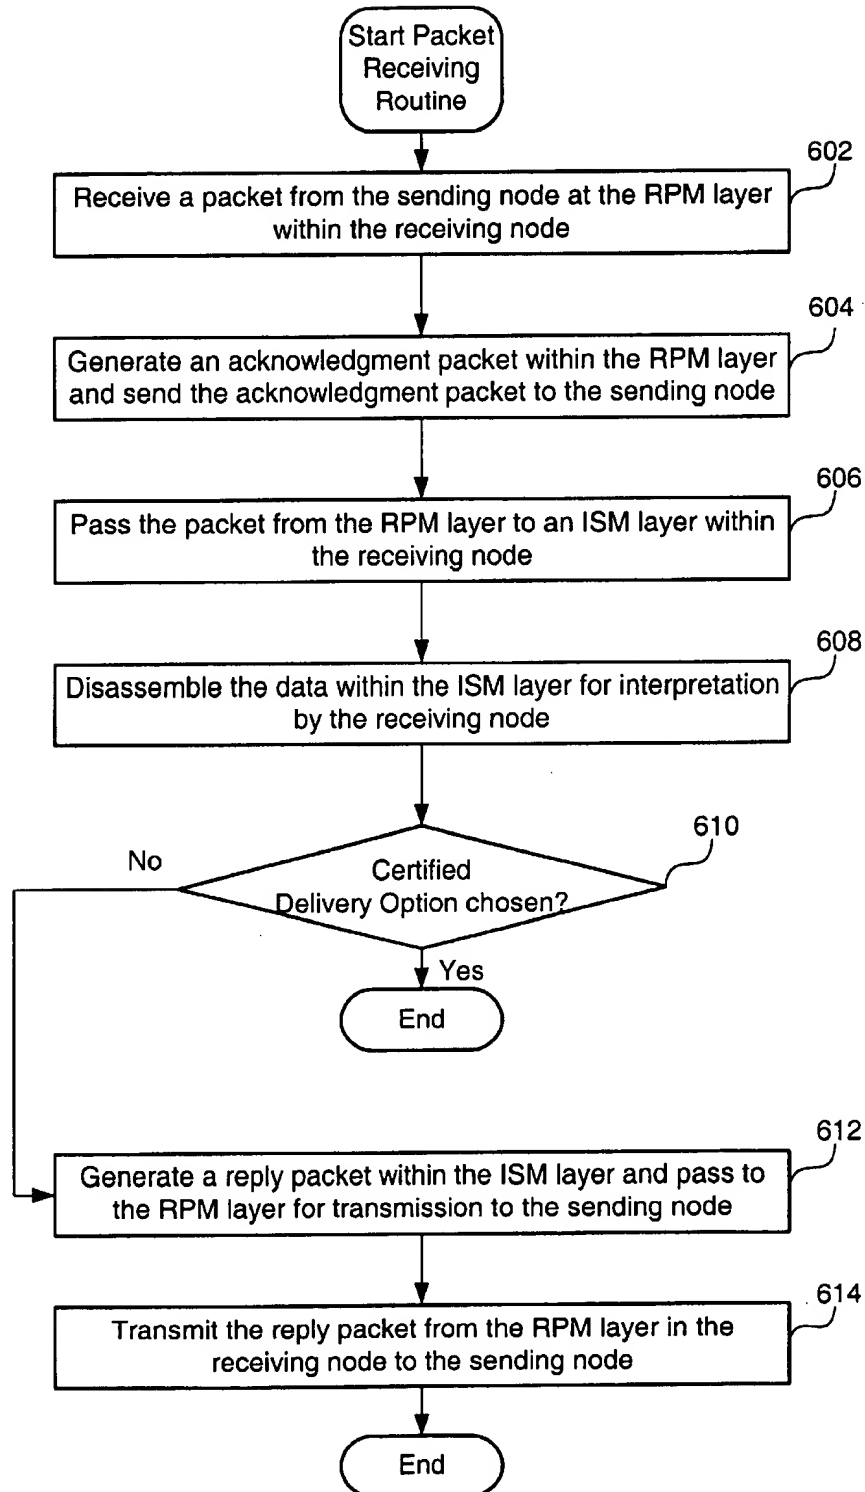 Start Packet
Receiving
Routine
602
Receive a packet from the sending node at the RPM layer
within the receiving node
604
Generate an acknowledgment packet within the RPM layer
and send the acknowledgment packet to the sending node
606
Pass the packet from the RPM layer to an ISM layer within
the receiving node
608
Disassemble the data within the ISM layer for interpretation
by the receiving node
610
No
Certified
Delivery Option chosen?
Yes
End
612
Generate a reply packet within the ISM layer and pass to
the RPM layer for transmission to the sending node
614
Transmit the reply packet from the RPM layer in the
receiving node to the sending node
End